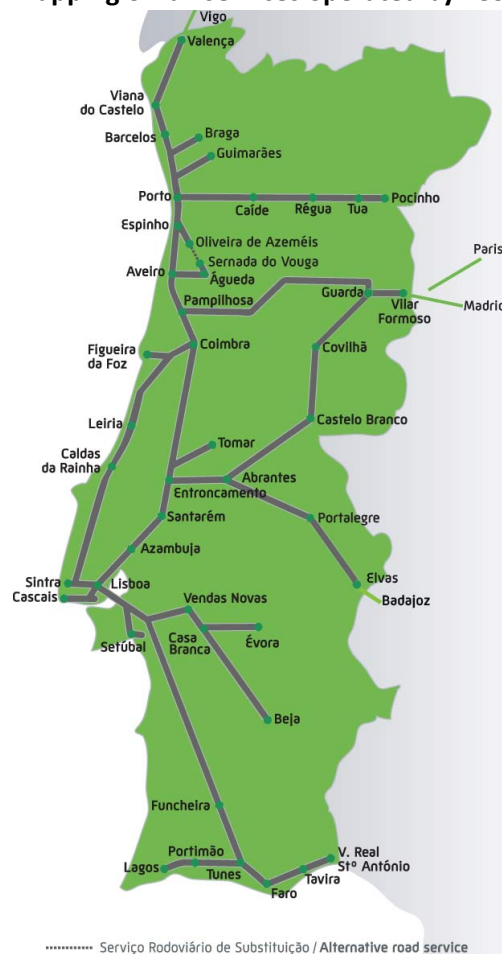 Vigo
Valença
Viana
do Castelo
Barcelos
Braga
Guimarães
Porto
Caíde
Régua
Tua
Pocinho
Espinho
Oliveira de Azeméis
Sernada do Vouga
Aveiro
Águeda
Paris
Pampilhosa
Guarda
Vilar
Formoso
Madrid
Figueira
da Foz
Coimbra
Covilhã
Leiria
Castelo Branco
Caldas
da Rainha
Tomar
Abrantes
Entroncamento
Santarém
Portalegre
Azambuja
Sintra
Lisboa
Elvas
Cascais
Badajoz
Vendas Novas
Setúbal
Casa
Branca
Évora
Beja
Funcheira
Portimão
V. Real
Stº António
Lagos
Tunes
Tavira
Faro
Serviço Rodoviário de Substituição / Alternative road service